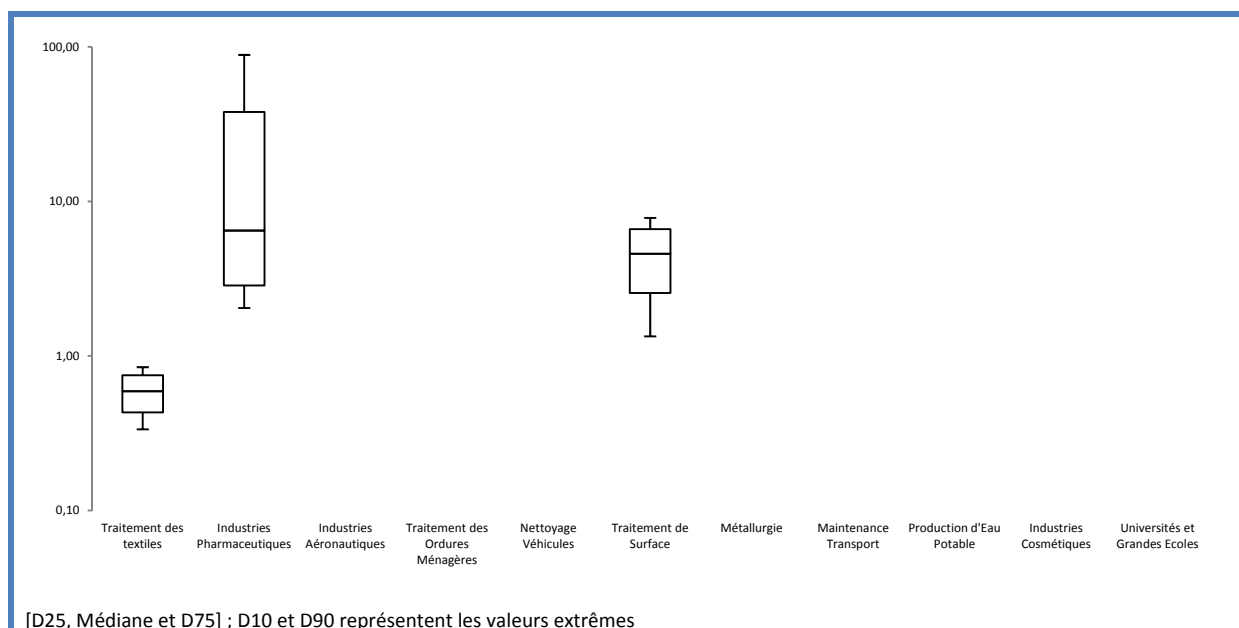 100,00
10,00
1,00
0,10
Traitement des
textiles
Industries
Pharmaceutiques
Industries
Aéronautiques
Traitement des
Ordures
Ménagères
Nettoyage
Véhicules
Traitement de
Surface
Métallurgie
Maintenance
Transport
Production d'Eau
Potable
Industries
Cosmétiques
Universités et
Grandes Ecoles
[D25, Médiane et D75] ; D10 et D90 représentent les valeurs extrêmes